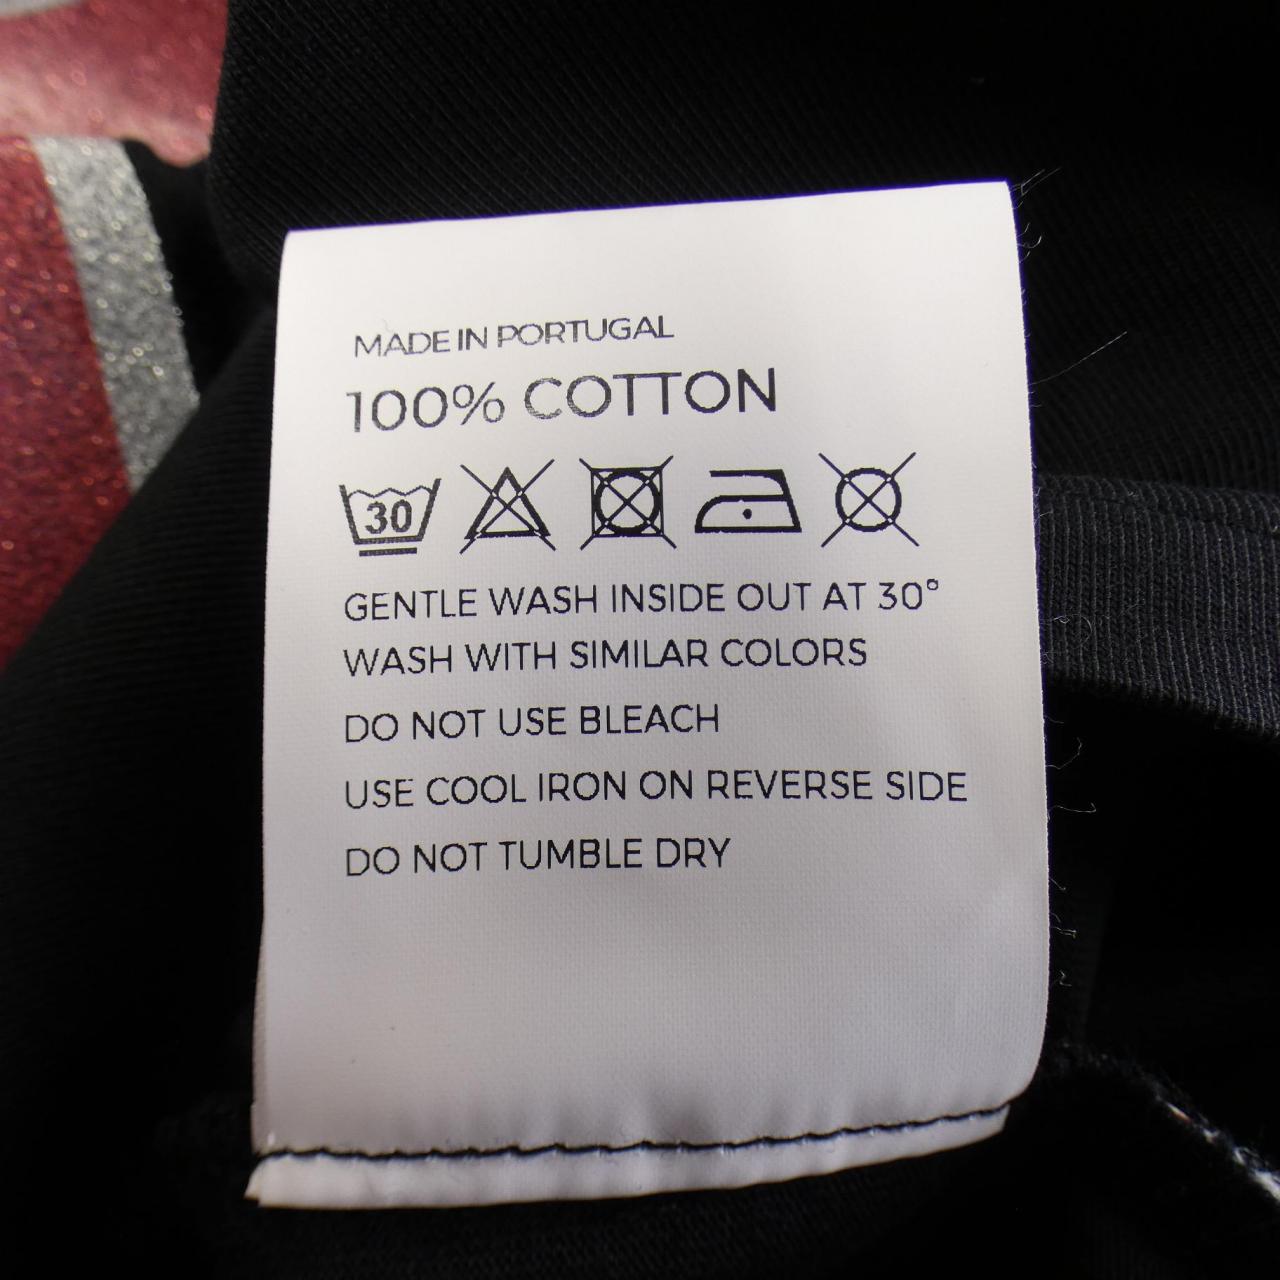 MADE IN PORTUGAL
100% COTTON
30
GENTLE WASH INSIDE OUT AT 30°
WASH WITH SIMILAR COLORS
DO NOT USE BLEACH
USE COOL IRON ON REVERSE SIDE
DO NOT TUMBLE DRY